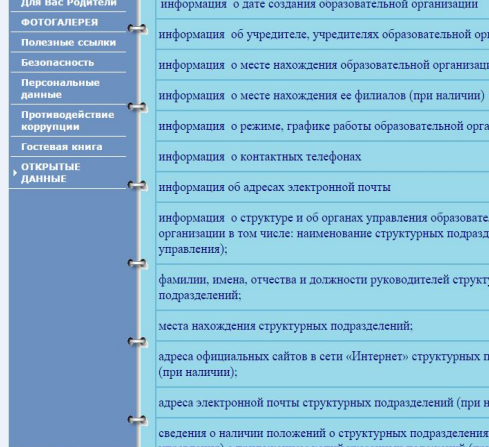 Для Вас Родители
ФОТОГАЛЕРЕЯ
Полезные ссылки
Безопасность
Персональные
данные
Противодействие
коррупции
Гостевая книга
ОТКРЫТЫЕ
ДАННЫЕ
информация о дате создания образовательной организации
информация об учредителе, учредителях образовательной
информация о месте нахождения образовательной
информация о месте нахождения ее филиалов (при наличии)
информация о режиме, графике работы образовательной
информация о контактных телефонах
информация об адресах электронной почты
информация о структуре и об органах управления
организации в том числе: наименование структурных
управления);
фамилии, имена, отчества и должности руководителей
подразделений;
места нахождения структурных подразделений;
адреса официальных сайтов в сети «Интернет» структурных
(при наличии);
адреса электронной почты структурных подразделений (при
сведения о наличии положений о структурных подразделениях